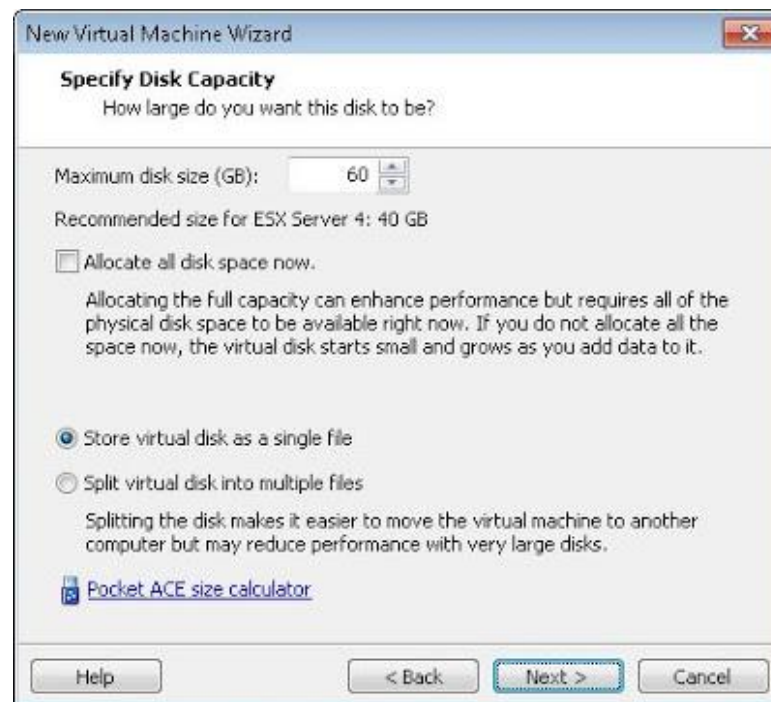 New Virtual Machine Wizard
Specify Disk Capacity
How large do you want this disk to be?
Maximum disk size (GB): 60
Recommended size for ESX Server 4: 40 GB
Allocate all disk space now.
Allocating the full capacity can enhance performance but requires all of the
physical disk space to be available right now. If you do not allocate all the
space now, the virtual disk starts small and grows as you add data to it.
Store virtual disk as a single file
Split virtual disk into multiple files
Splitting the disk makes it easier to move the virtual machine to another
computer but may reduce performance with very large disks.
Pocket ACE size calculator
Help < Back Next > Cancel